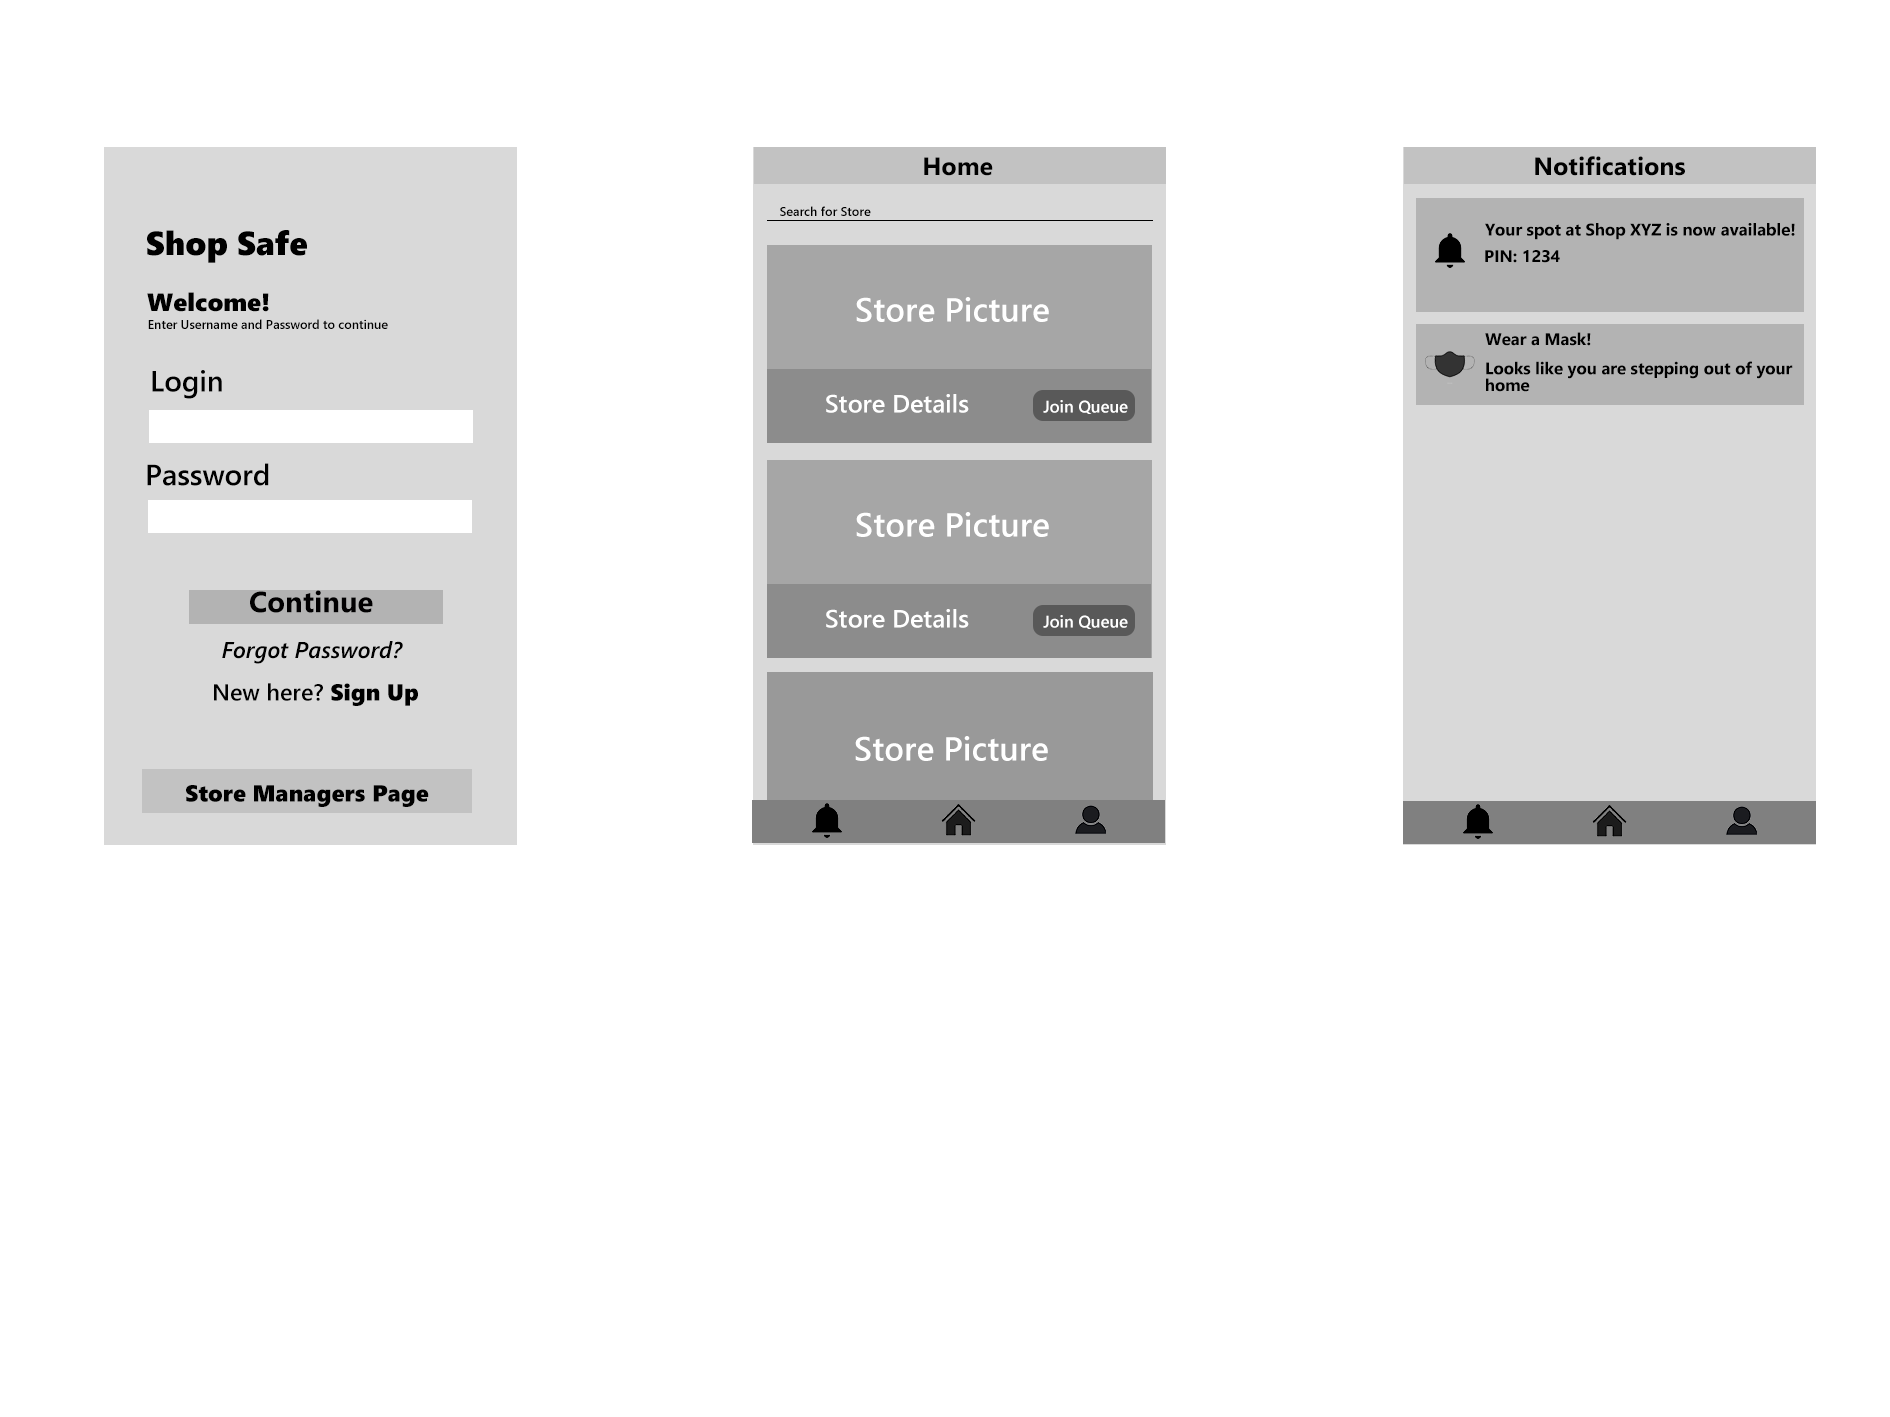 Shop Safe
Welcome!
Enter Username and Password to continue
Login
Password
Continue
Forgot Password?
New here? Sign Up
Store Managers Page
Home
Search for Store
Store Picture
Store Details
Join Queue
Store Picture
Store Details
Join Queue
Store Picture
Notifications
Your spot at Shop XYZ is now available!
PIN: 1234
Wear a Mask!
Looks like you are stepping out of your
home